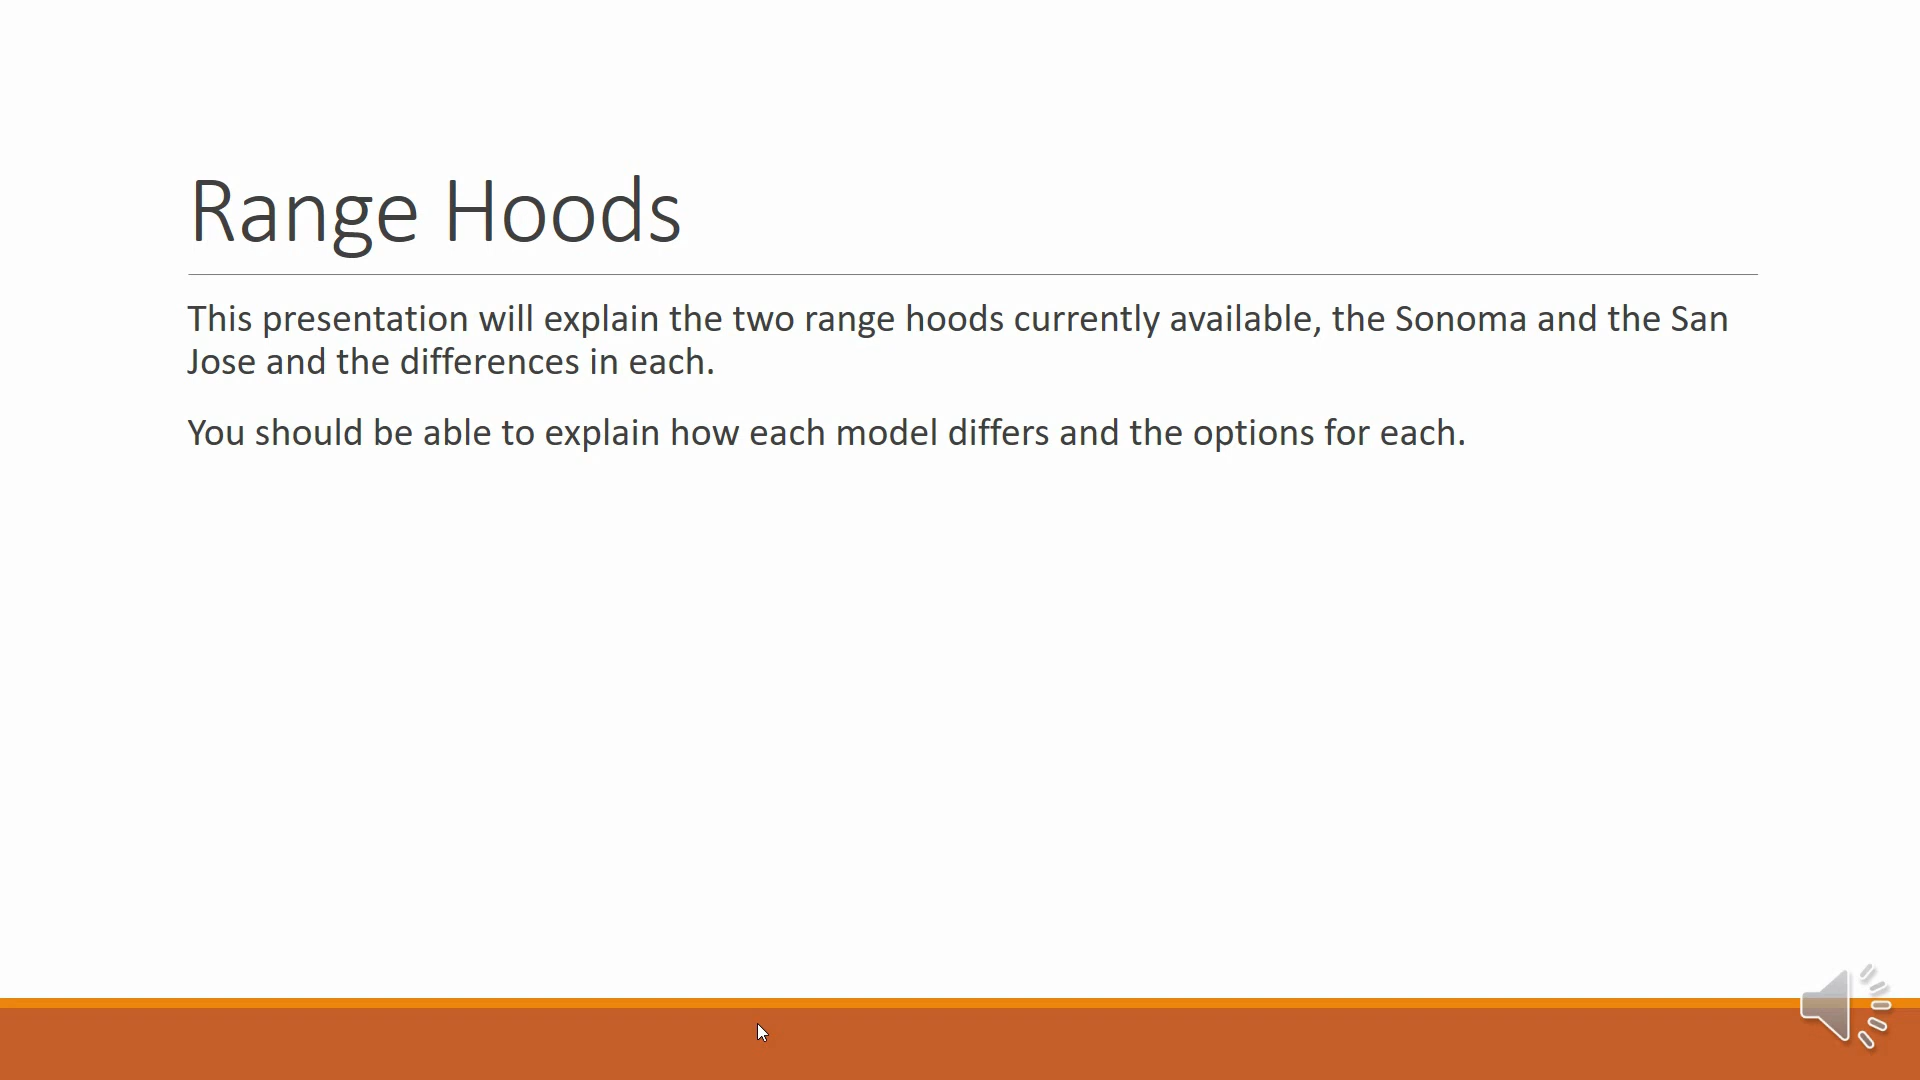 Range Hoods
This presentation will explain the two range hoods currently available, the Sonoma and the San
Jose and the differences in each.
You should be able to explain how each model differs and the options for each.